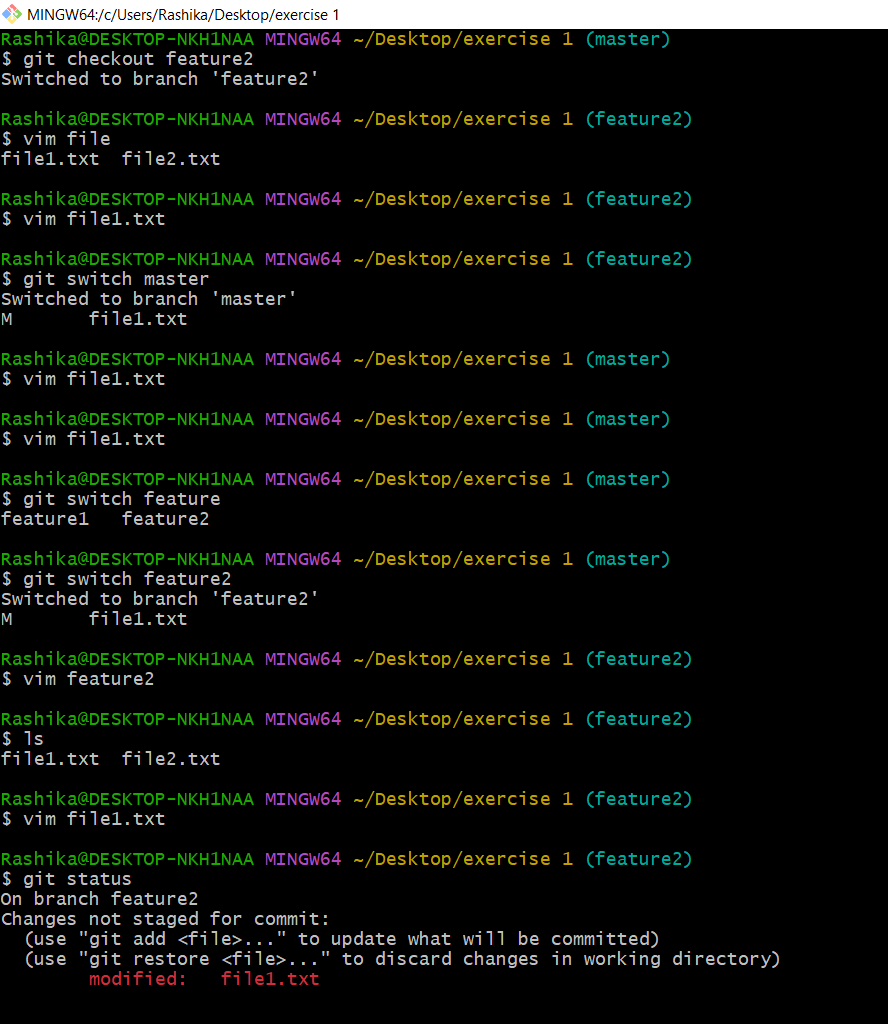 MINGW64:/c/Users/Rashika/Desktop/exercise 1
Rashika@DESKTOP-NKH1NAA MINGW64 ~/Desktop/exercise 1 (master)
$ git checkout feature2
Switched to branch 'feature2'
Rashika@DESKTOP-NKH1NAA MINGW64 ~/Desktop/exercise 1 (feature2)
$ vim file
file1.txt  file2.txt
Rashika@DESKTOP-NKH1NAA MINGW64 ~/Desktop/exercise 1 (feature2)
$ vim file1.txt
Rashika@DESKTOP-NKH1NAA MINGW64 ~/Desktop/exercise 1 (feature2)
$ git switch master
Switched to branch 'master'
M       file1.txt
Rashika@DESKTOP-NKH1NAA MINGW64 ~/Desktop/exercise 1 (master)
$ vim file1.txt
Rashika@DESKTOP-NKH1NAA MINGW64 ~/Desktop/exercise 1 (master)
$ vim file1.txt
Rashika@DESKTOP-NKH1NAA MINGW64 ~/Desktop/exercise 1 (master)
$ git switch feature
feature1   feature2
Rashika@DESKTOP-NKH1NAA MINGW64 ~/Desktop/exercise 1 (master)
$ git switch feature2
Switched to branch 'feature2'
M       file1.txt
Rashika@DESKTOP-NKH1NAA MINGW64 ~/Desktop/exercise 1 (feature2)
$ vim feature2
Rashika@DESKTOP-NKH1NAA MINGW64 ~/Desktop/exercise 1 (feature2)
$ ls
file1.txt  file2.txt
Rashika@DESKTOP-NKH1NAA MINGW64 ~/Desktop/exercise 1 (feature2)
$ vim file1.txt
Rashika@DESKTOP-NKH1NAA MINGW64 ~/Desktop/exercise 1 (feature2)
$ git status
On branch feature2
Changes not staged for commit:
  (use "git add <file>..." to update what will be committed)
  (use "git restore <file>..." to discard changes in working directory)
        modified:   file1.txt